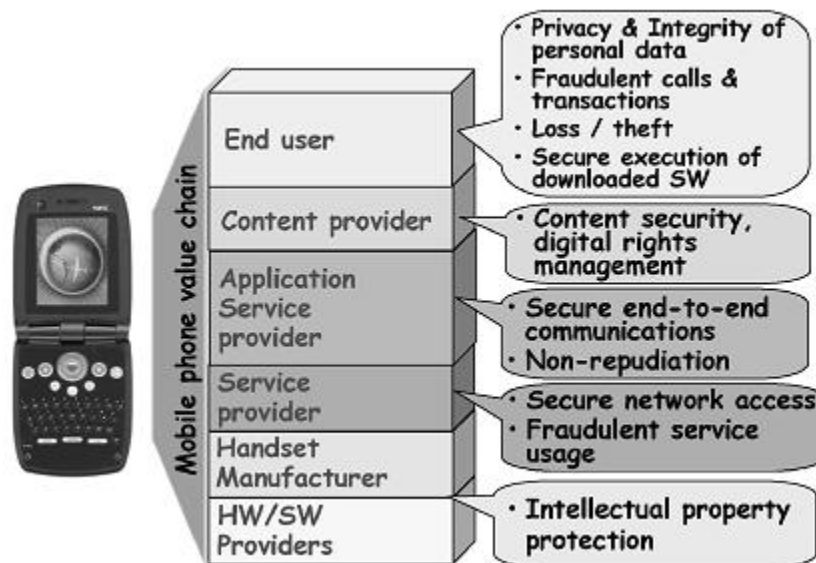 Mobile phone value chain
End user
· Privacy & Integrity of
personal data
· Fraudulent calls &
transactions
· Loss / theft
· Secure execution of
downloaded SW
Content provider
· Content security,
digital rights
management
Application
Service
provider
· Secure end-to-end
communications
· Non-repudiation
Service
provider
· Secure network access
· Fraudulent service
usage
Handset
Manufacturer
HW/SW
Providers
· Intellectual property
protection